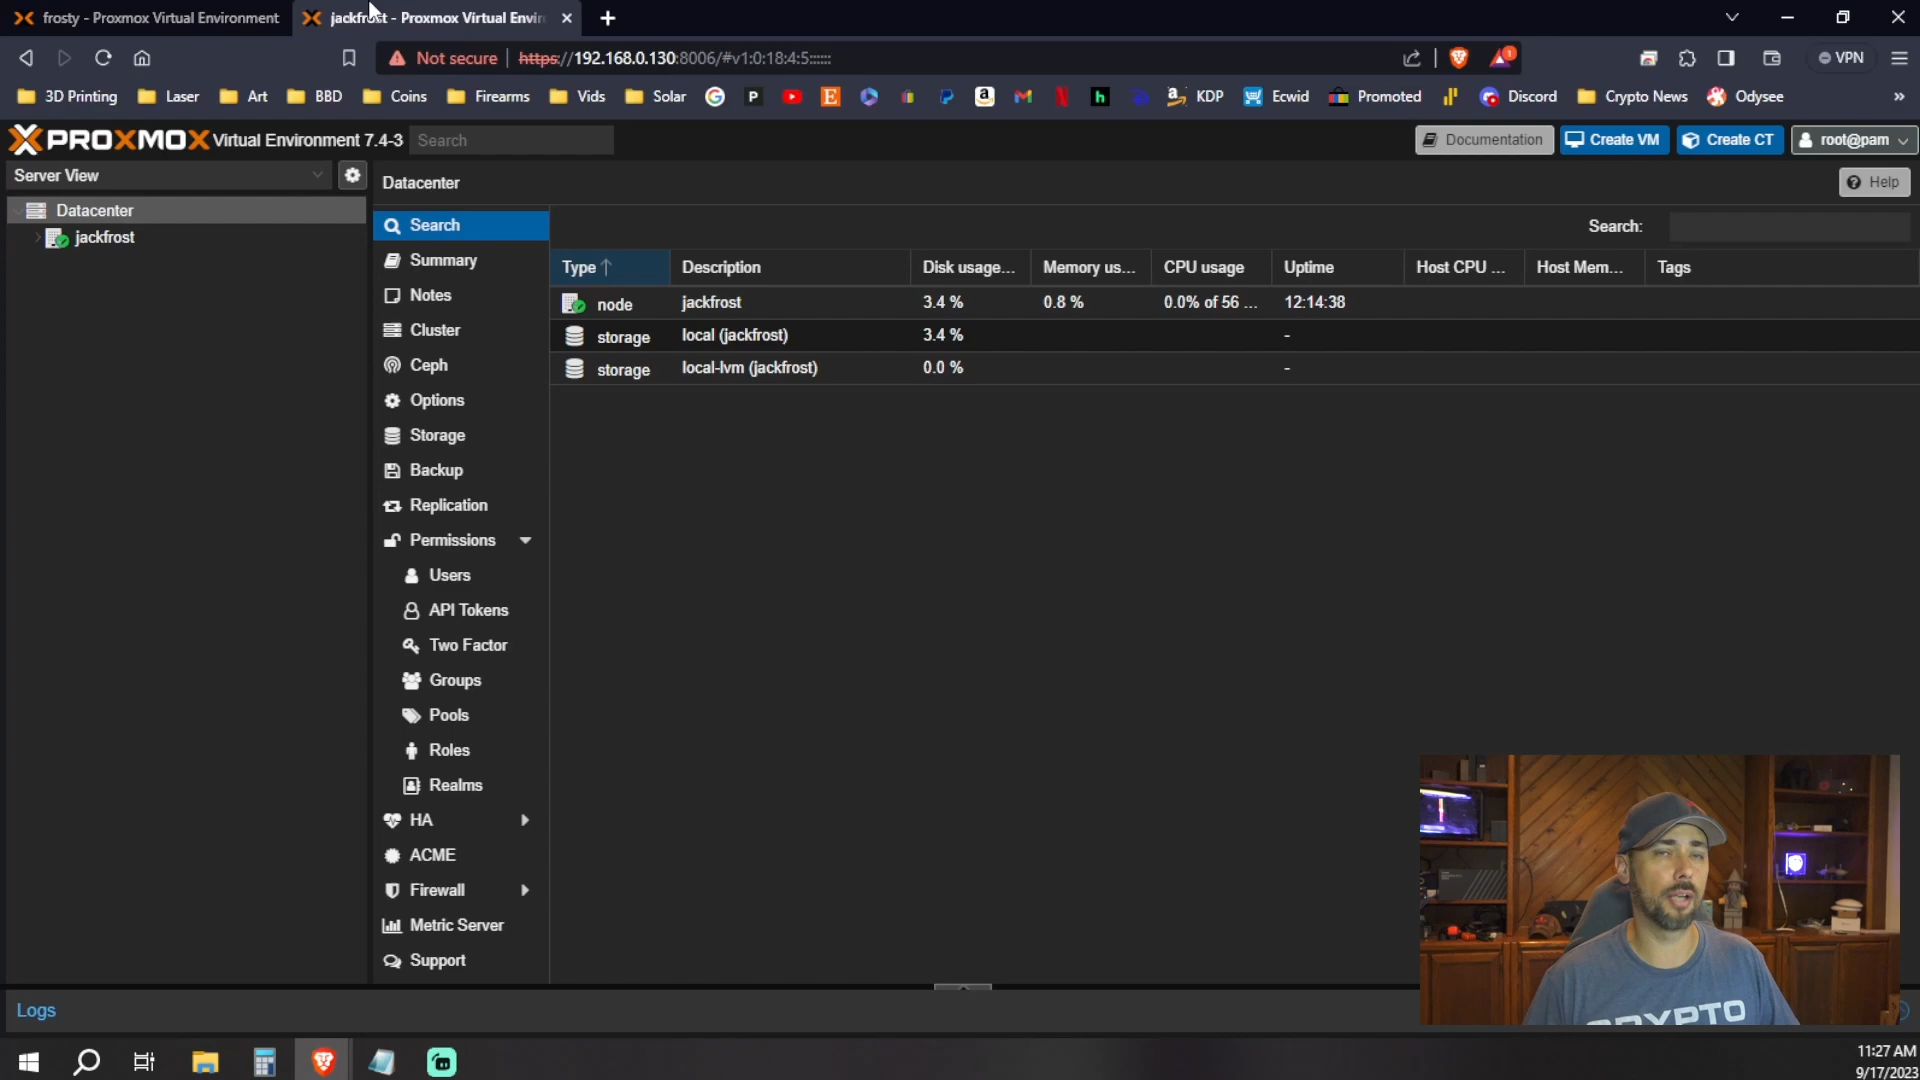 frosty - Proxmox Virtual Environment
jackfrost - Proxmox Virtual Envir
Not secure
https://192.168.0.130:8006/#v1:0:18:4:5::::::
VPN
3D Printing
Laser
Art
BBD
Coins
Firearms
Vids
Solar
KDP
Ecwid
Promoted
Discord
Crypto News
Odysee
PROXMOX Virtual Environment 7.4-3
Search
Documentation
Create VM
Create CT
root@pam
Server View
Datacenter
Help
Datacenter
jackfrost
Search
Summary
Notes
Cluster
Ceph
Options
Storage
Backup
Replication
Permissions
Users
API Tokens
Two Factor
Groups
Pools
Roles
Realms
HA
ACME
Firewall
Metric Server
Support
Search:
Type Description Disk usage... Memory us... CPU usage Uptime Host CPU ... Host Mem... Tags
node jackfrost 3.4 % 0.8 % 0.0% of 56 ... 12:14:38
storage local (jackfrost) 3.4 % -
storage local-lvm (jackfrost) 0.0 % -
CRYPTO
Logs
11:27 AM
9/17/2023